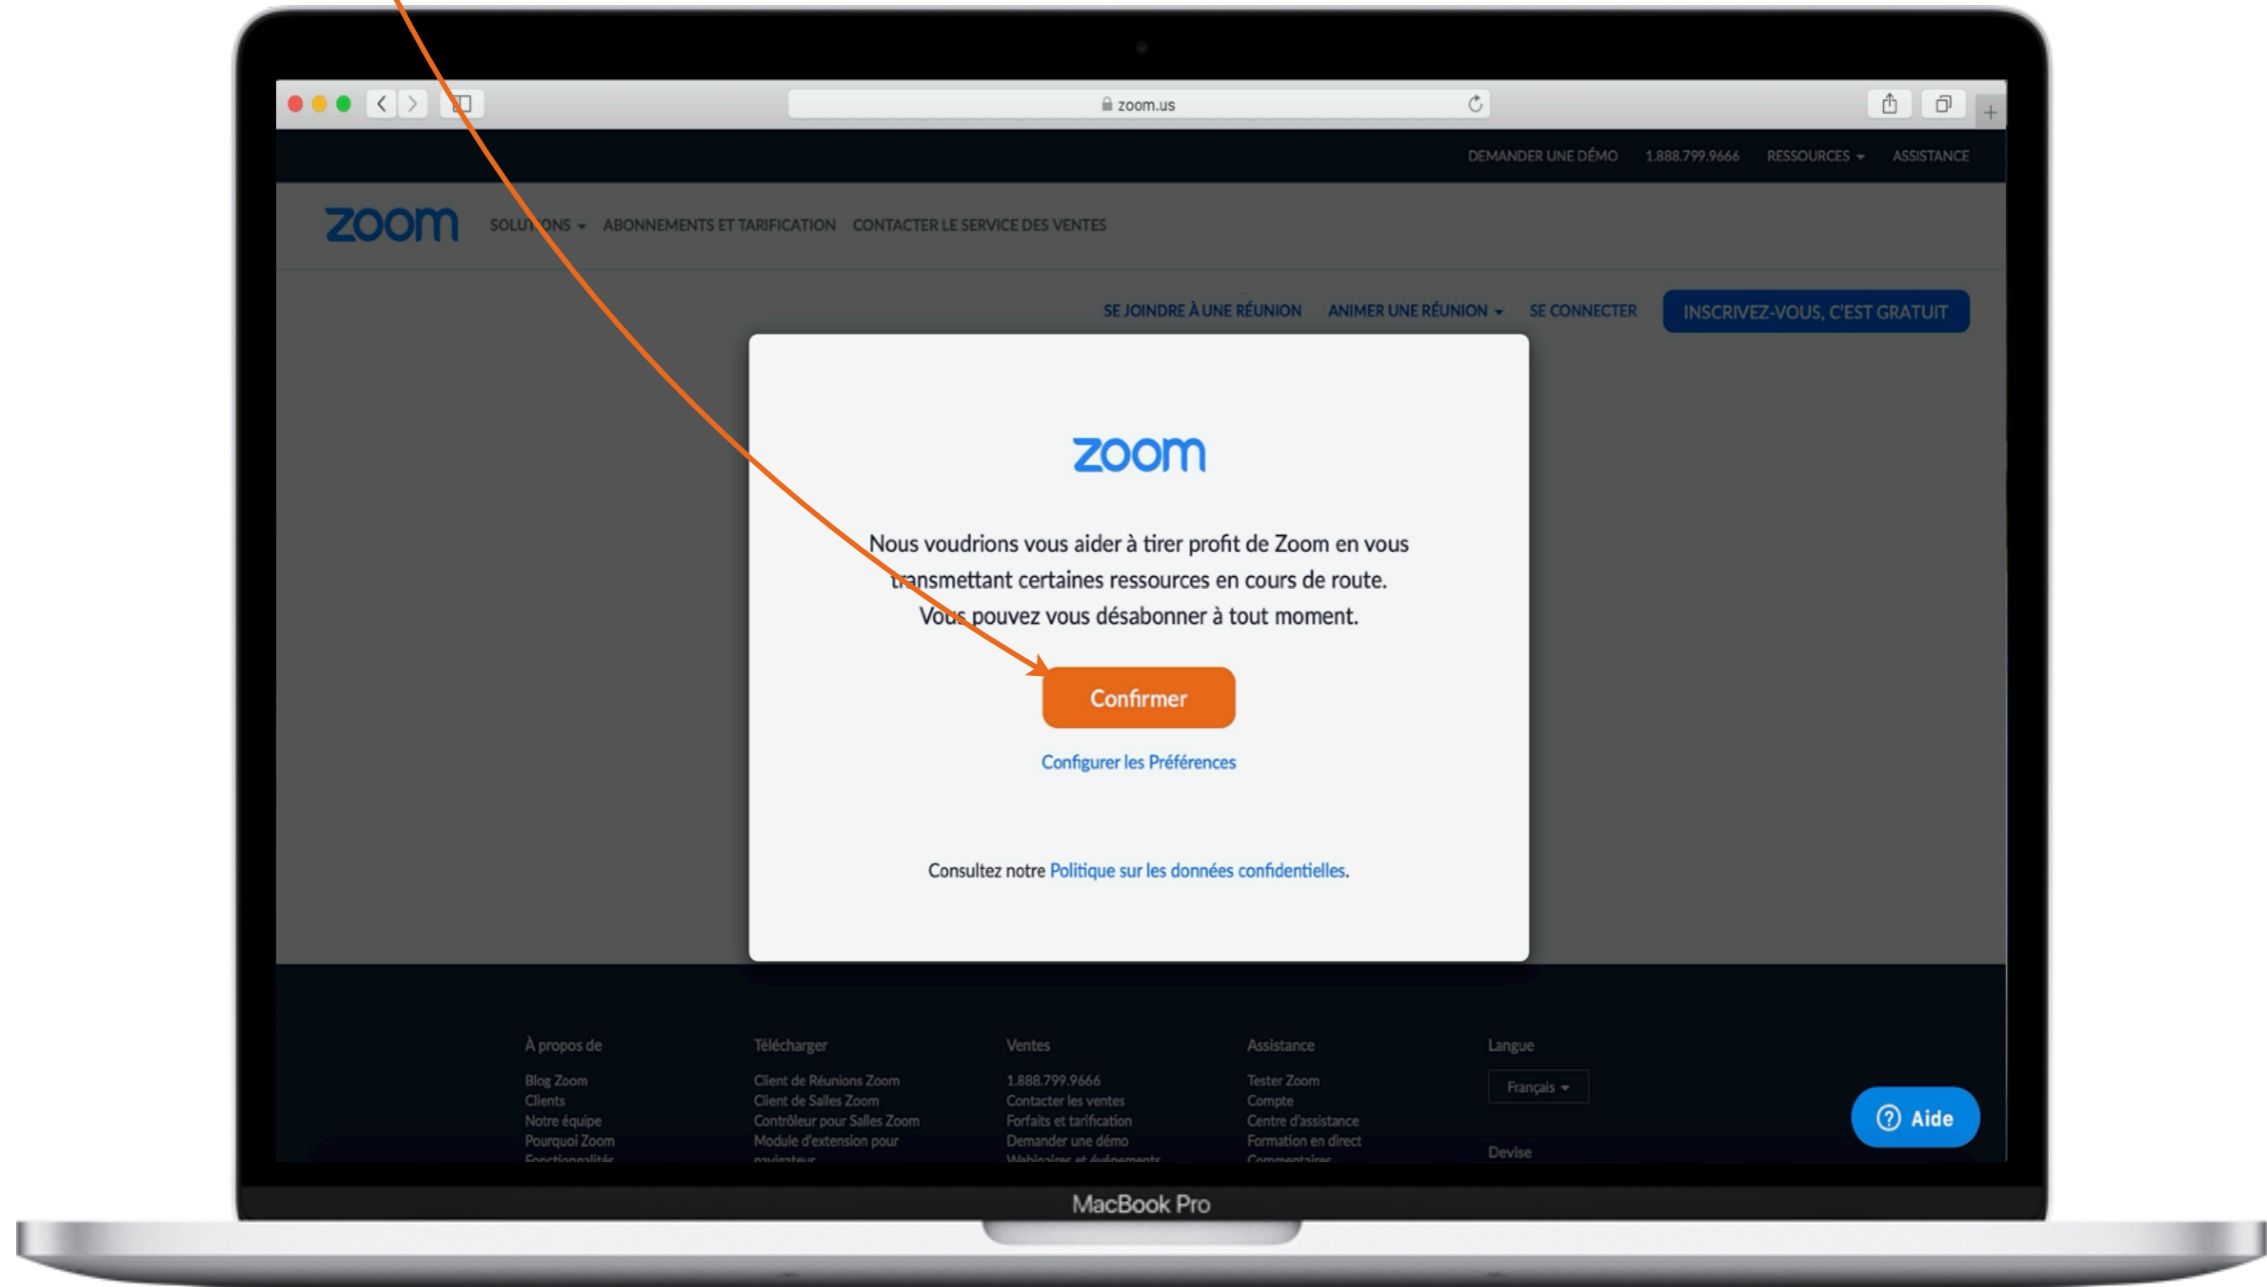 zoom.us
DEMANDER UNE DÉMO 1.888.799.9666 RESSOURCES ASSISTANCE
zoom SOLUTIONS ABONNEMENTS ET TARIFICATION CONTACTER LE SERVICE DES VENTES
SE JOINDRE À UNE RÉUNION ANIMER UNE RÉUNION SE CONNECTER INSCRIVEZ-VOUS, C'EST GRATUIT
zoom
Nous voudrions vous aider à tirer profit de Zoom en vous
transmettant certaines ressources en cours de route.
Vous pouvez vous désabonner à tout moment.
Confirmer
Configurer les Préférences
Consultez notre Politique sur les données confidentielles.
À propos de
Blog Zoom
Clients
Notre équipe
Pourquoi Zoom
Fonctionnalités
Télécharger
Client de Réunions Zoom
Client de Salles Zoom
Contrôleur pour Salles Zoom
Module d'extension pour
navigateur
Ventes
1.888.799.9666
Contacter les ventes
Forfaits et tarification
Demander une démo
Webinaires et événements
Assistance
Tester Zoom
Compte
Centre d'assistance
Formation en direct
Commentaires
Langue
Français
Devise
Aide
MacBook Pro